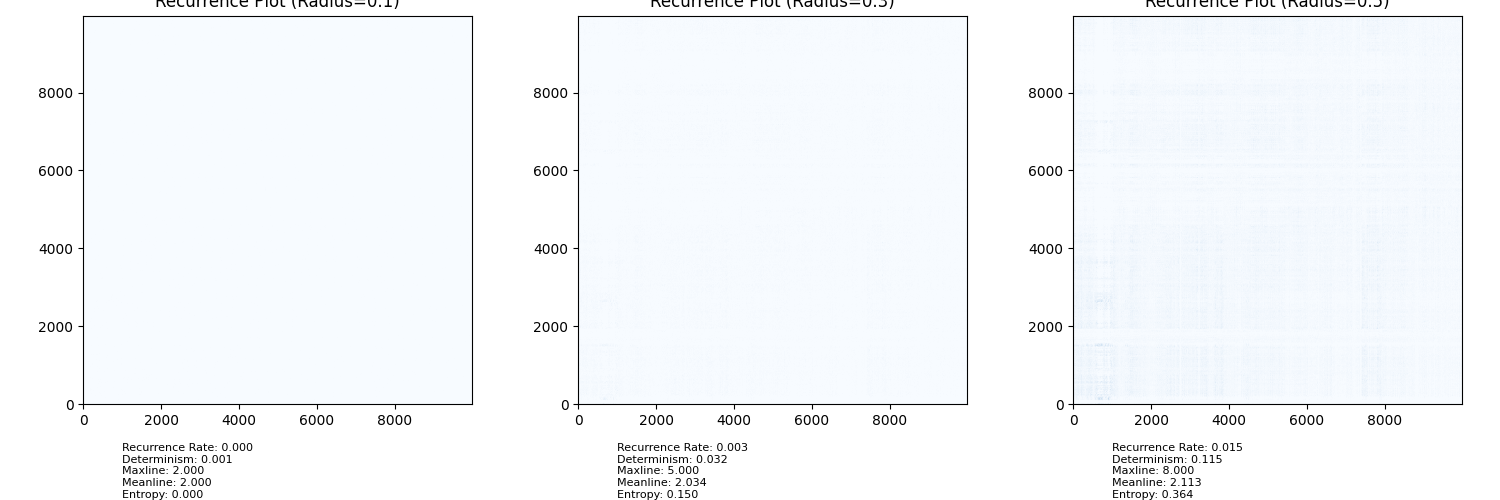 Recurrence Plot (Radius=0.1)
8000
6000
4000
2000
0
0 2000 4000 6000 8000
Recurrence Rate: 0.000
Determinism: 0.001
Maxline: 2.000
Meanline: 2.000
Entropy: 0.000
Recurrence Plot (Radius=0.3)
8000
6000
4000
2000
0
0 2000 4000 6000 8000
Recurrence Rate: 0.003
Determinism: 0.032
Maxline: 5.000
Meanline: 2.034
Entropy: 0.150
Recurrence Plot (Radius=0.5)
8000
6000
4000
2000
0
0 2000 4000 6000 8000
Recurrence Rate: 0.015
Determinism: 0.115
Maxline: 8.000
Meanline: 2.113
Entropy: 0.364